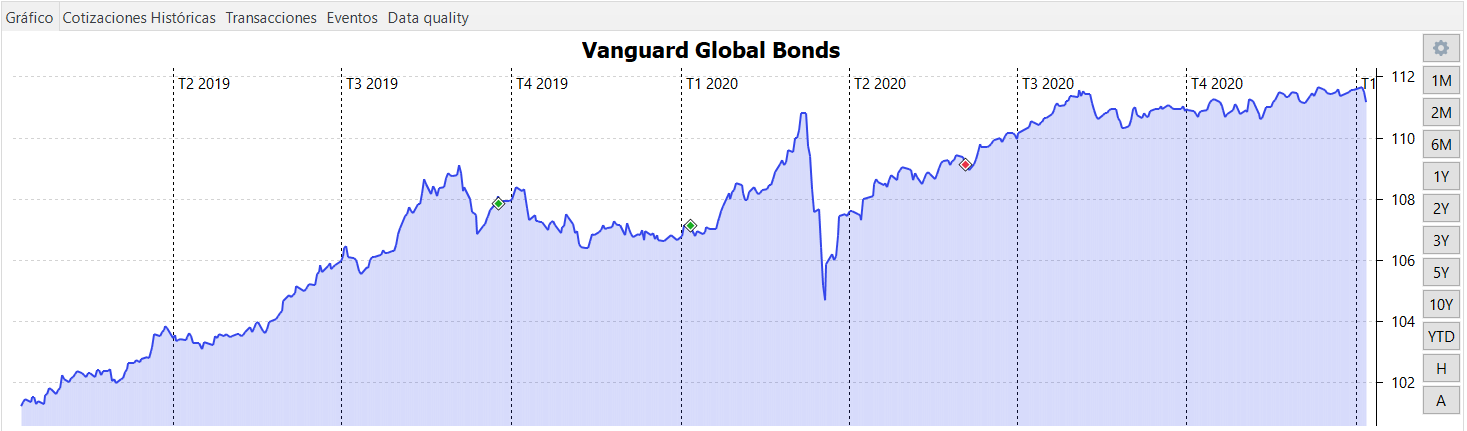 Gráfico Cotizaciones Históricas Transacciones Eventos Data quality
Vanguard Global Bonds
T2 2019 T3 2019 T4 2019 T1 2020 T2 2020 T3 2020 T4 2020 T1
112
110
108
106
104
102
1M
2M
6M
1Y
2Y
3Y
5Y
10Y
YTD
H
A